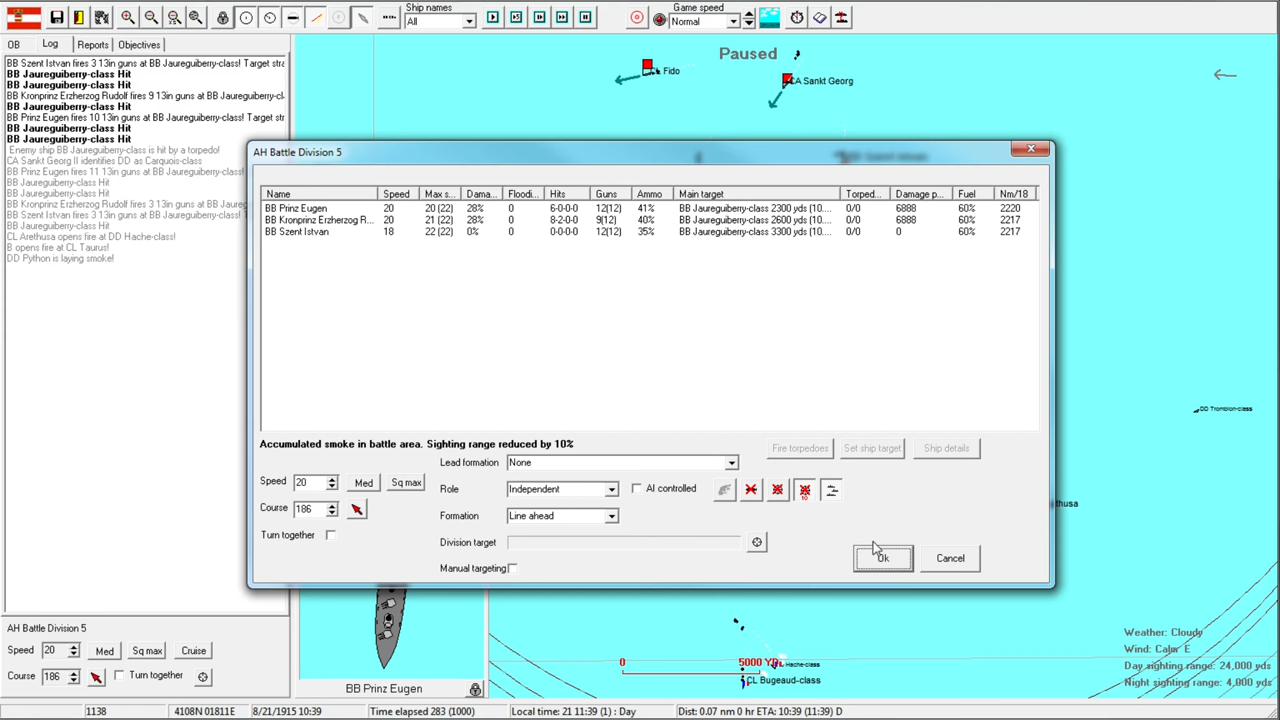 Ship names
All
Game speed
Normal
OB
Log
Reports
Objectives
BB Szent Istvan fires 3 13in guns at BB Jaureguiberry-class! Target stra
BB Jaureguiberry-class Hit
BB Jaureguiberry-class Hit
BB Kronprinz Erzherzog Rudolf fires 9 13in guns at BB Jaureguiberry-cl
BB Jaureguiberry-class Hit
BB Prinz Eugen fires 10 13in guns at BB Jaureguiberry-class! Target str
BB Jaureguiberry-class Hit
BB Jaureguiberry-class Hit
Enemy ship BB Jaureguiberry-class is hit by a torpedo!
CA Sankt Georg II identifies DD as Carquois-class
BB Prinz Eugen fires 11 13in guns at BB Jaureguiberry-class! Target str
BB Jaureguiberry-class Hit
BB Jaureguiberry-class Hit
BB Kronprinz Erzherzog Rudolf fires 9 13in guns at BB Jaureg
BB Szent Istvan fires 3 13in guns at BB Jaureguiberry-class
BB Jaureguiberry-class Hit
CL Arethusa opens fire at DD Hache-class!
B opens fire at CL Taurus!
DD Python is laying smoke!
Paused
Fido
CA Sankt Georg
AH Battle Division 5
Name Speed Max s... Dama... Floodi... Hits Guns Ammo Main target Torped... Damage p... Fuel Nm/18
BB Prinz Eugen 20 20 (22) 28% 0 6-0-0-0 12(12) 41% BB Jaureguiberry-class 2300 yds (10.... 0/0 6888 60% 2220
BB Kronprinz Erzherzog R... 20 21 (22) 28% 0 8-2-0-0 9(12) 40% BB Jaureguiberry-class 2600 yds (10.... 0/0 6888 60% 2217
BB Szent Istvan 18 22 (22) 0% 0 0-0-0-0 12(12) 35% BB Jaureguiberry-class 3300 yds (10.... 0/0 0 60% 2217
Accumulated smoke in battle area. Sighting range reduced by 10%
Fire torpedoes
Set ship target
Ship details
Lead formation None
Speed 20 Med Sq max
Role Independent AI controlled
10
Course 186
Formation Line ahead
Turn together
Division target
Manual targeting
Ok
Cancel
DD Tromblon-class
husa
AH Battle Division 5
Speed 20 Med Sq max Cruise
Course 186 Turn together
BB Prinz Eugen
0 5000 YD
Hache-class
CL Bugeaud-class
Weather: Cloudy
Wind: Calm E
Day sighting range: 24,000 yds
Night sighting range: 4,000 yds
1138
4108N 01811E
8/21/1915 10:39
Time elapsed 283 (1000)
Local time: 21 11:39 (1) : Day
Dist: 0.07 nm 0 hr ETA: 10:39 (11:39) D